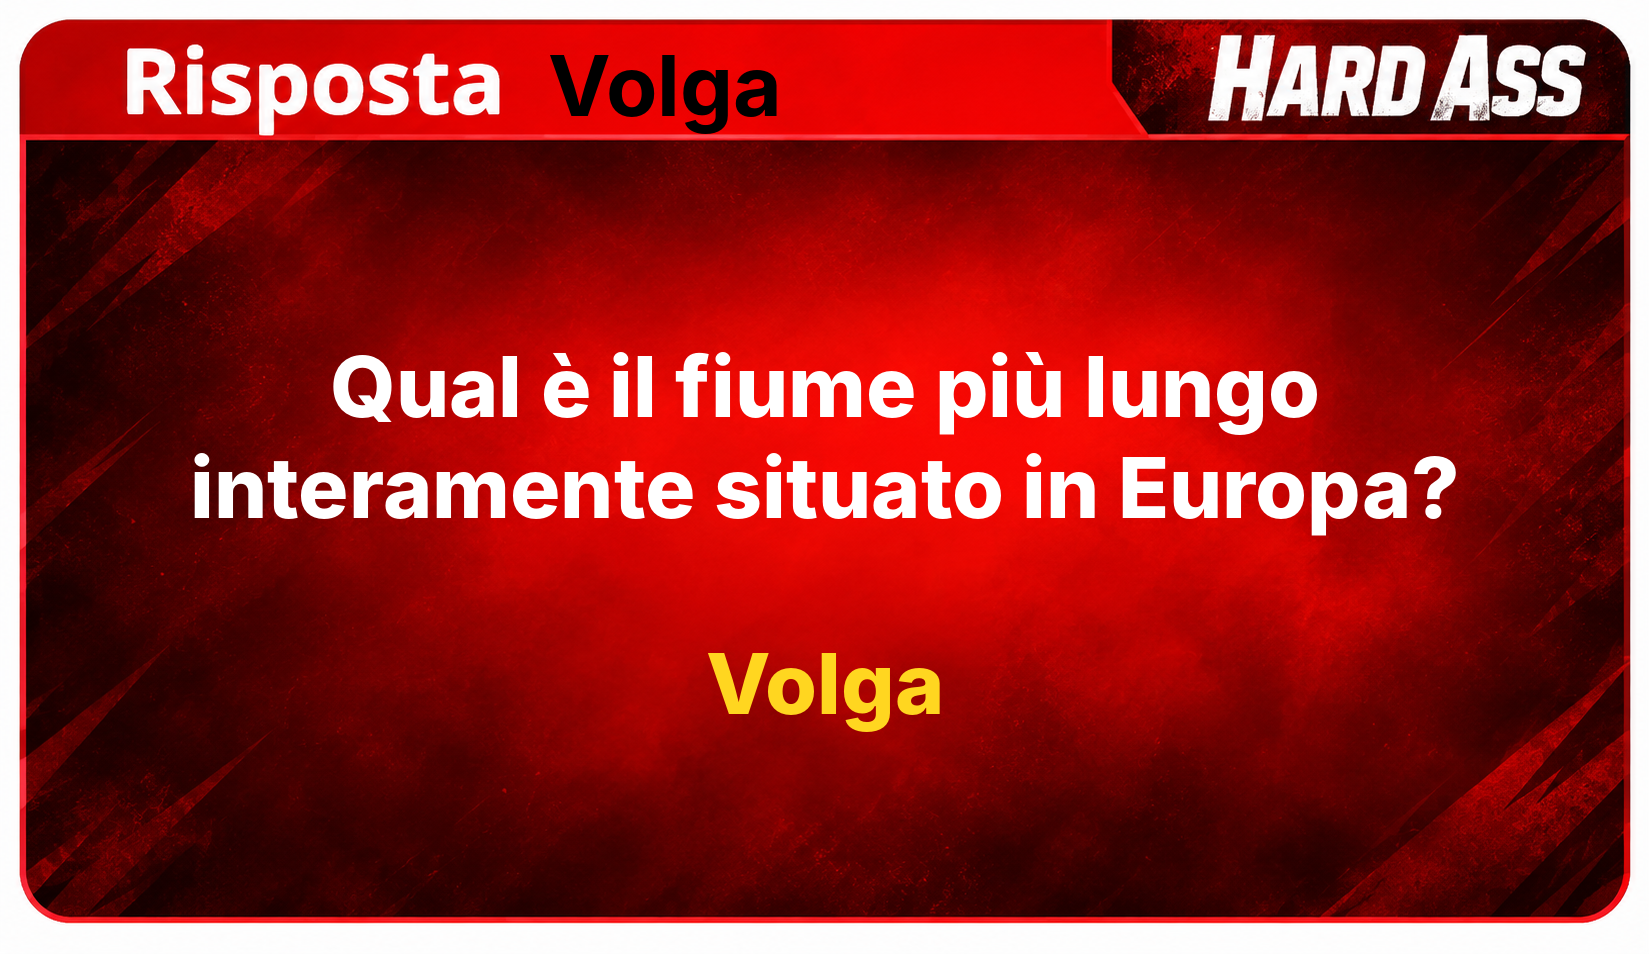 Risposta Volga HARD ASS
Qual è il fiume più lungo
interamente situato in Europa?
Volga